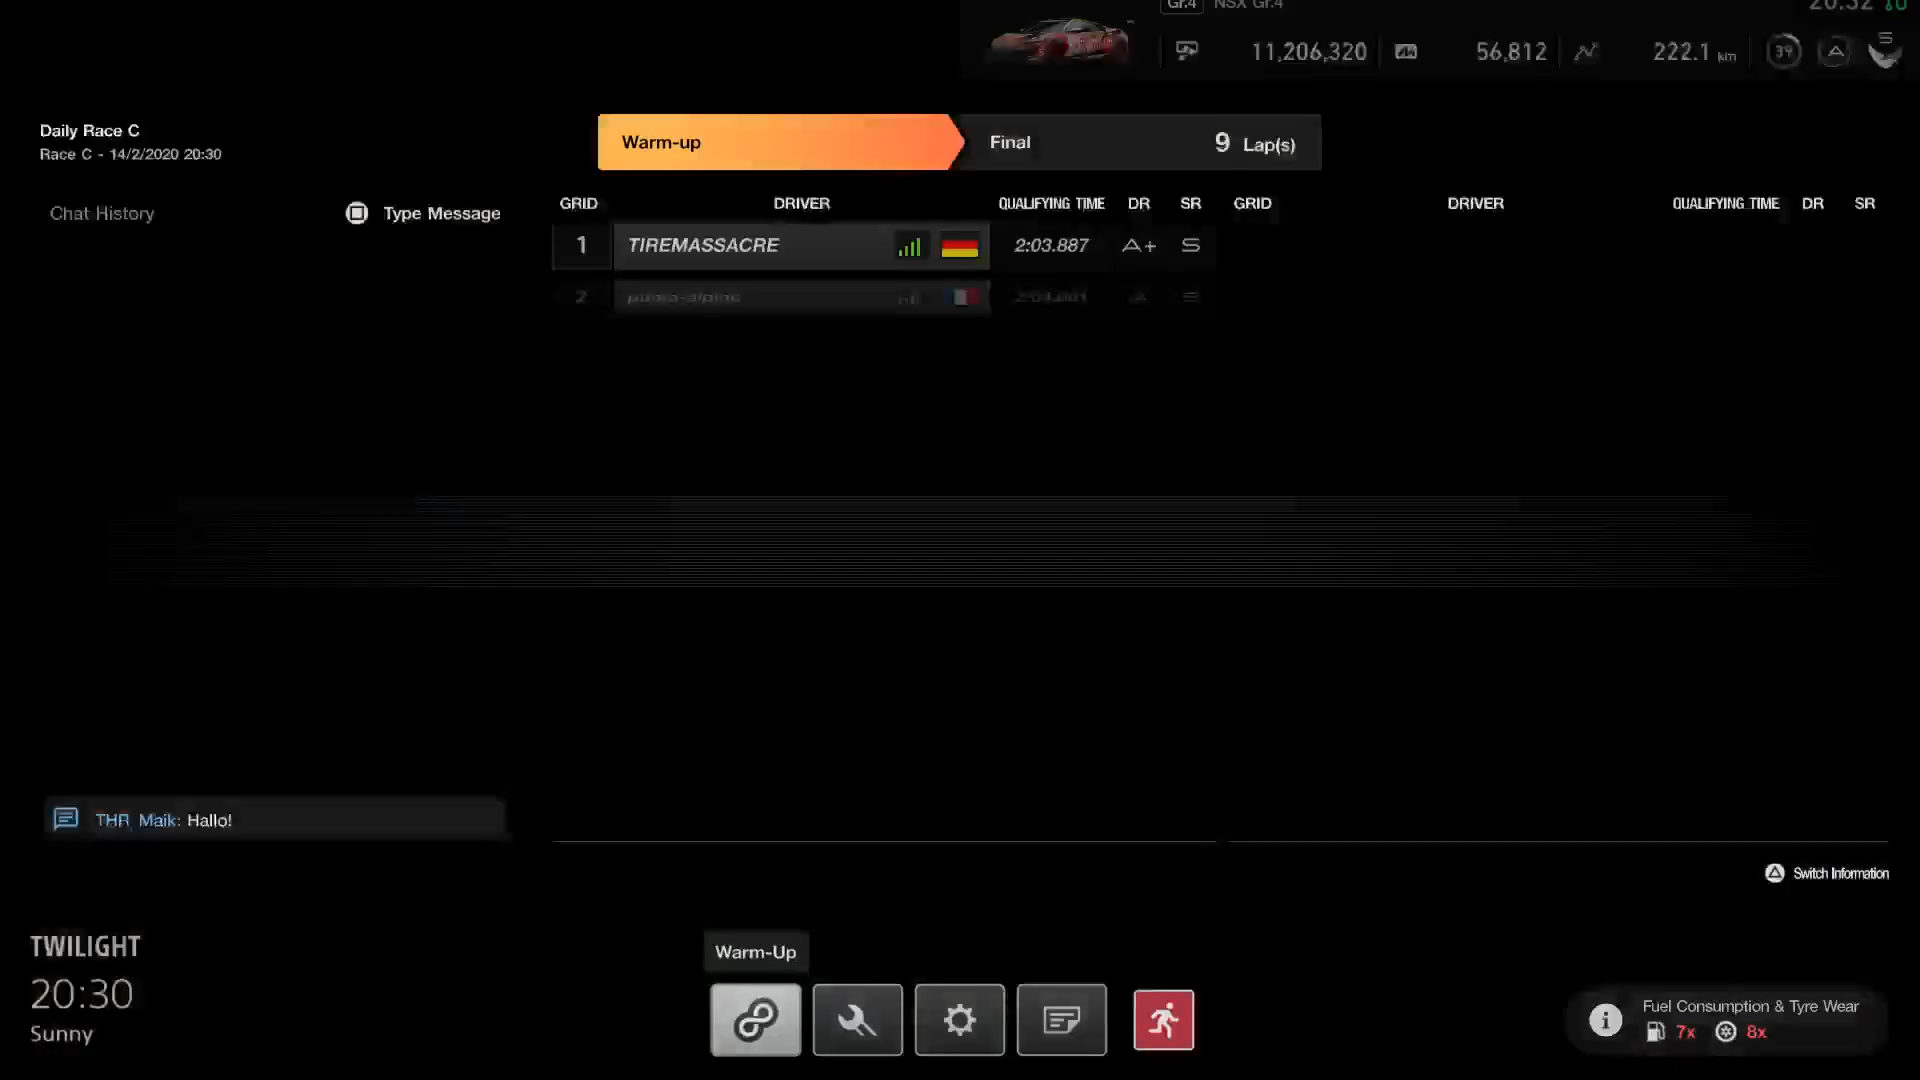 Gr.4 NSX Gr.4 20:32
11,206,320 56,812 222.1 km 39 A S
Daily Race C
Race C - 14/2/2020 20:30
Warm-up Final 9 Lap(s)
Chat History Type Message
GRID DRIVER QUALIFYING TIME DR SR GRID DRIVER QUALIFYING TIME DR SR
1 TIREMASSACRE 2:03.887 A+ S
2
THR_Maik: Hallo!
Switch Information
TWILIGHT
20:30
Sunny
Warm-Up
Fuel Consumption & Tyre Wear
7x 8x